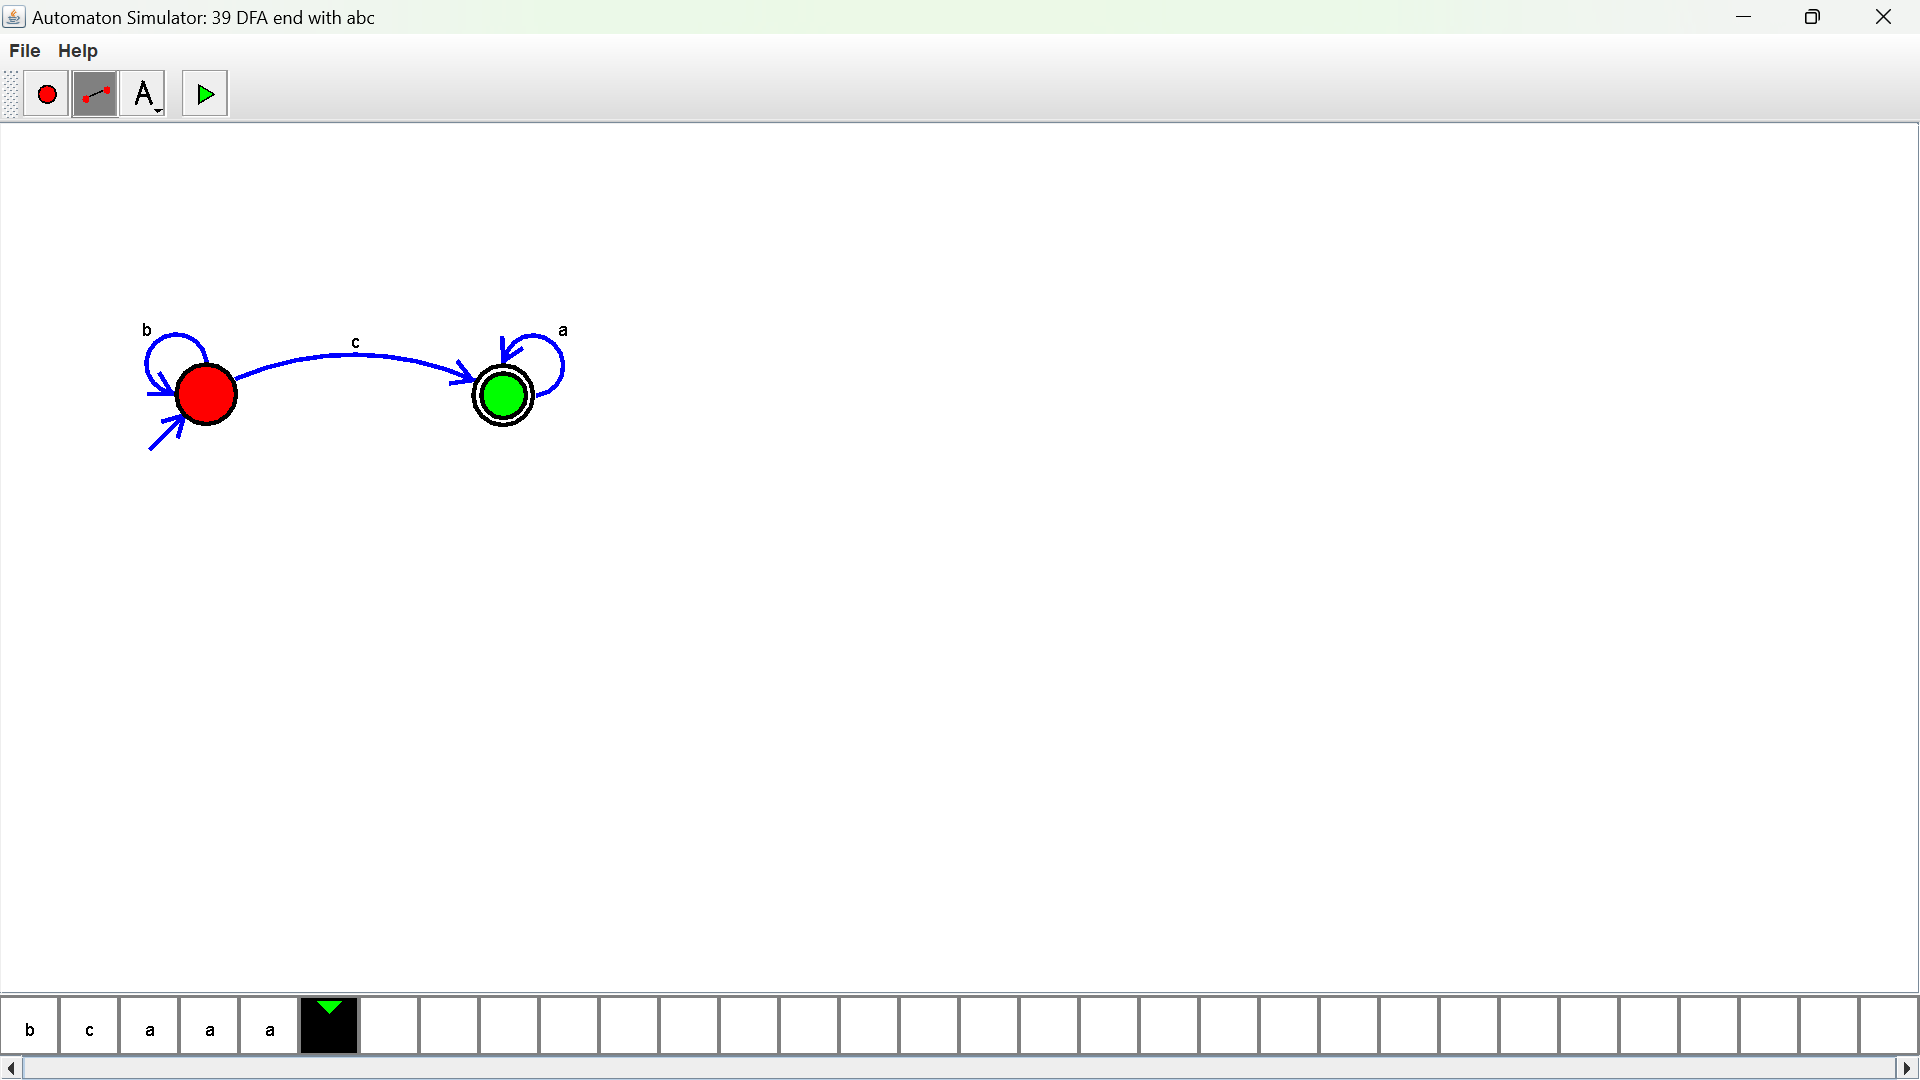 Automaton Simulator: 39 DFA end with abc
File Help
A
b
c
a
b c a a a